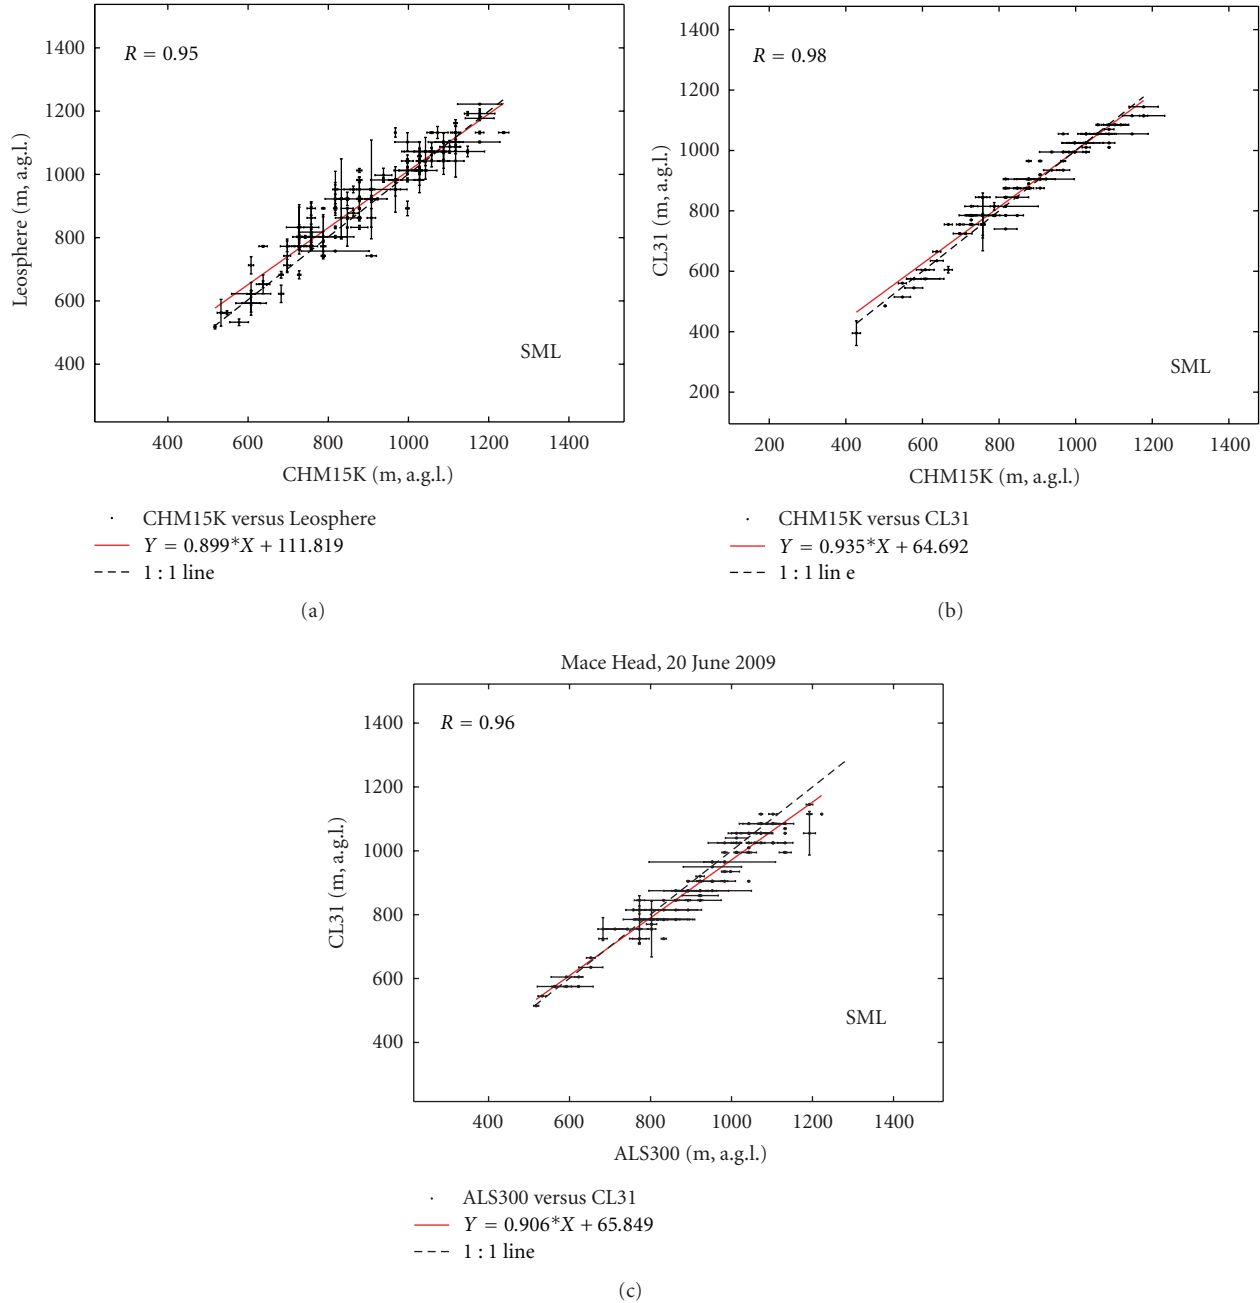 1400
1200
1000
800
600
400
R = 0.95
SML
Leosphere (m, a.g.l.)
400 600 800 1000 1200 1400
CHM15K (m, a.g.l.)
CHM15K versus Leosphere
Y = 0.899*X + 111.819
1 : 1 line
(a)
1400
1200
1000
800
600
400
200
R = 0.98
SML
CL31 (m, a.g.l.)
200 400 600 800 1000 1200 1400
CHM15K (m, a.g.l.)
CHM15K versus CL31
Y = 0.935*X + 64.692
1 : 1 lin e
(b)
Mace Head, 20 June 2009
1400
1200
1000
800
600
400
R = 0.96
SML
CL31 (m, a.g.l.)
400 600 800 1000 1200 1400
ALS300 (m, a.g.l.)
ALS300 versus CL31
Y = 0.906*X + 65.849
1 : 1 line
(c)